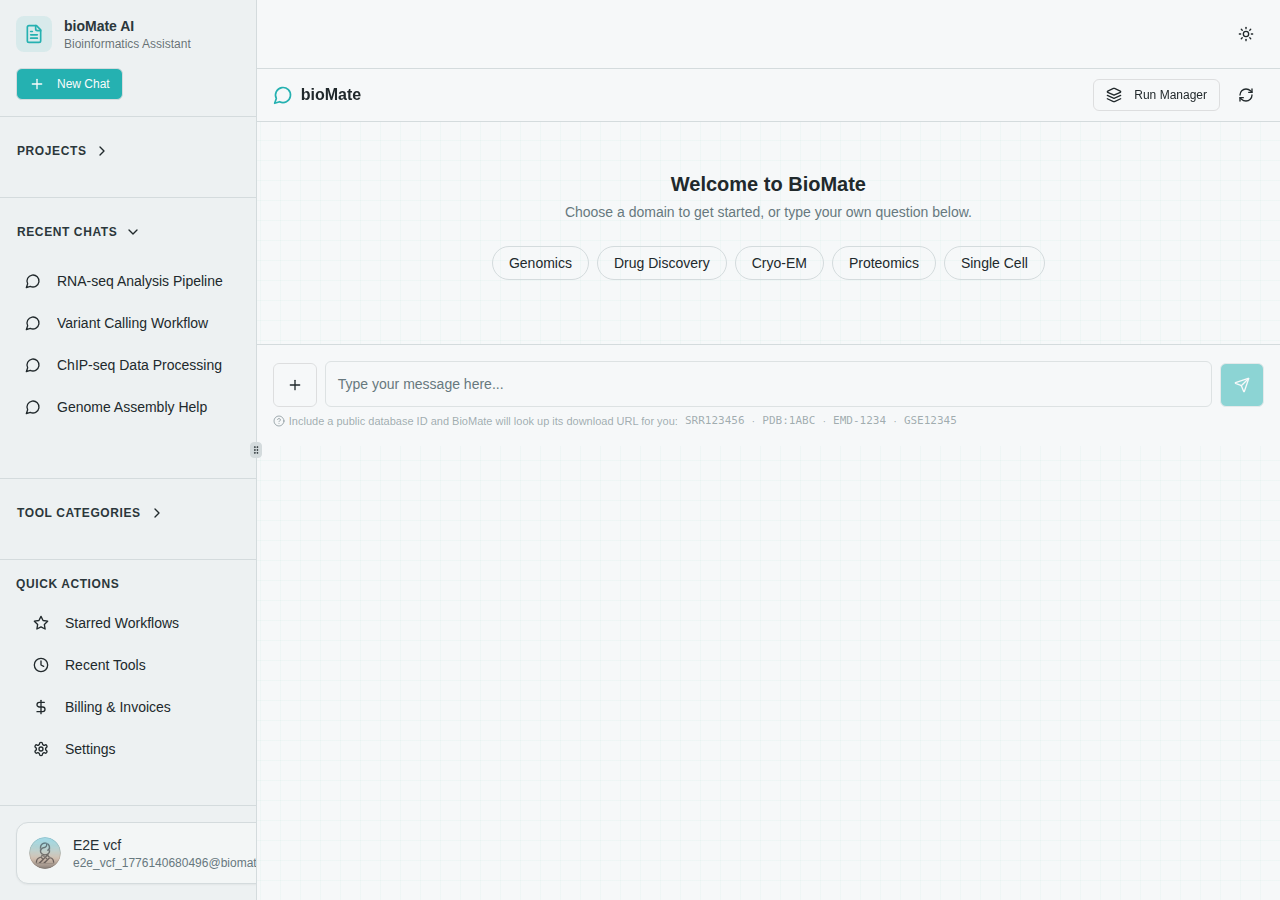 bioMate AI
Bioinformatics Assistant
New Chat
PROJECTS
RECENT CHATS
RNA-seq Analysis Pipeline
Variant Calling Workflow
ChIP-seq Data Processing
Genome Assembly Help
TOOL CATEGORIES
QUICK ACTIONS
Starred Workflows
Recent Tools
Billing & Invoices
Settings
E2E vcf
e2e_vcf_1776140680496@biomat
bioMate
Run Manager
Welcome to BioMate
Choose a domain to get started, or type your own question below.
Genomics Drug Discovery Cryo-EM Proteomics Single Cell
Type your message here...
Include a public database ID and BioMate will look up its download URL for you: SRR123456 · PDB:1ABC · EMD-1234 · GSE12345